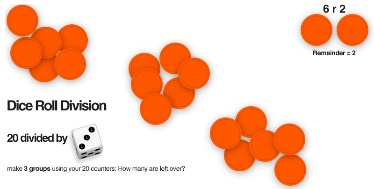 6 r 2
Remainder = 2
Dice Roll Division
20 divided by
make 3 groups using your 20 counters: How many are left over?